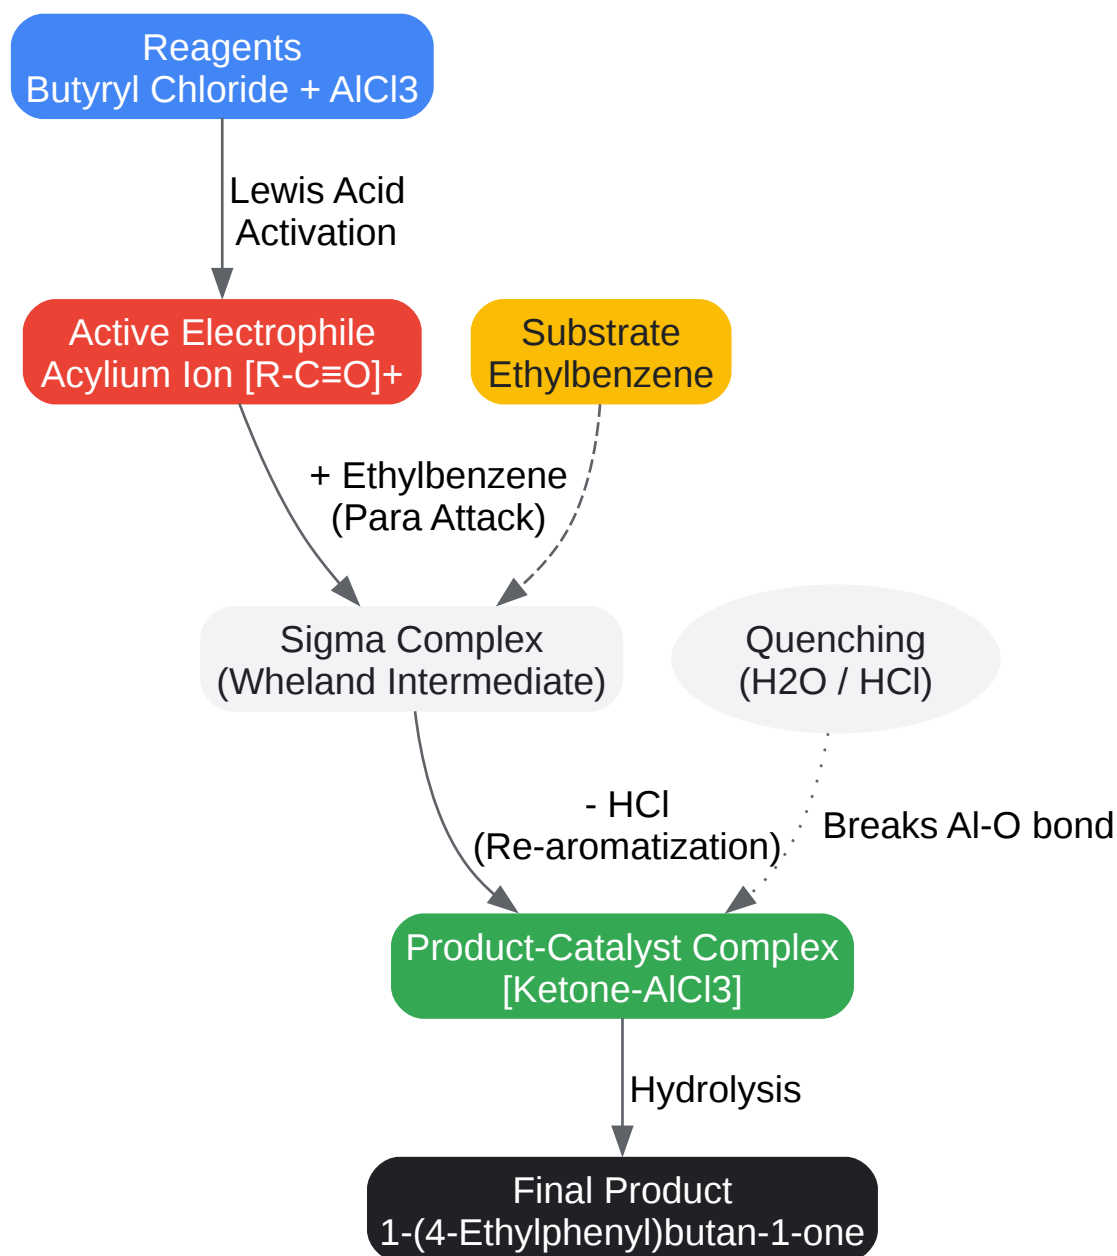 Reagents
Butyryl Chloride + AlCl3
Lewis Acid
Activation
Active Electrophile
Acylium Ion [R-C≡O]+
Substrate
Ethylbenzene
+ Ethylbenzene
(Para Attack)
Sigma Complex
(Wheland Intermediate)
Quenching
(H2O / HCl)
- HCl
(Re-aromatization)
Breaks Al-O bond
Product-Catalyst Complex
[Ketone-AlCl3]
Hydrolysis
Final Product
1-(4-Ethylphenyl)butan-1-one